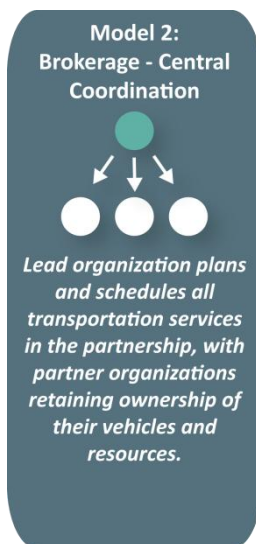 Model 2:
Brokerage - Central
Coordination
Lead organization plans
and schedules all
transportation services
in the partnership, with
partner organizations
retaining ownership of
their vehicles and
resources.